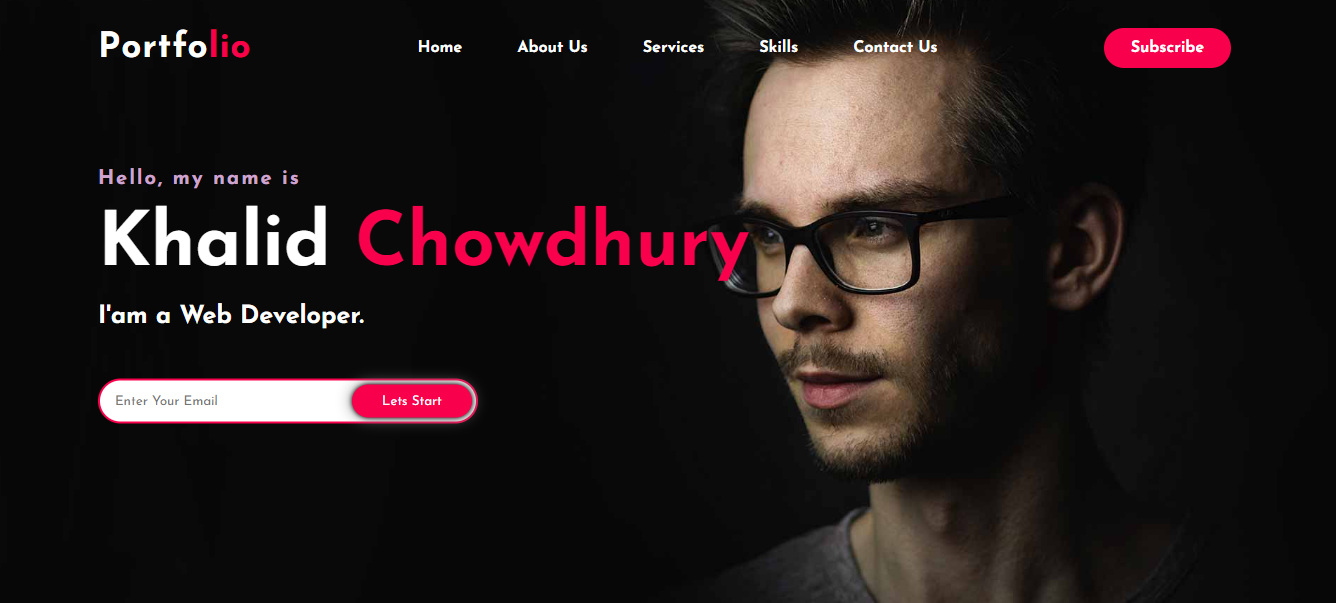 Portfolio
Home About Us Services Skills Contact Us
Subscribe
Hello, my name is
Khalid Chowdhury
I'am a Web Developer.
Enter Your Email Lets Start